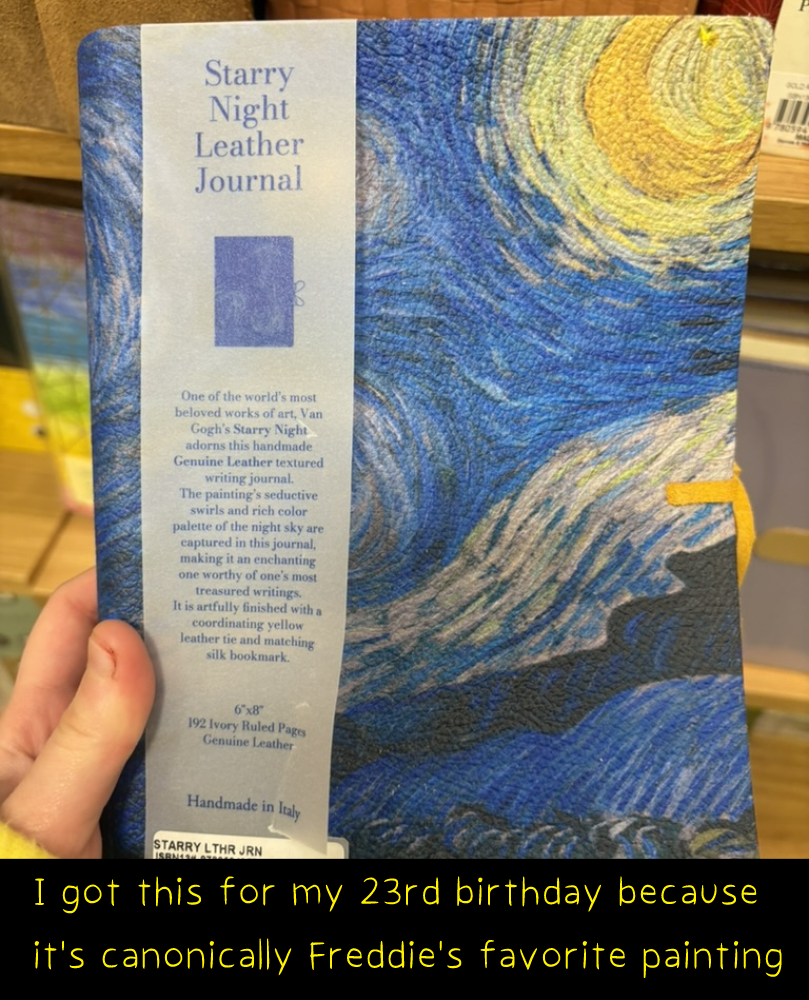 Starry
Night
Leather
Journal
One of the world's most
beloved works of art, Van
Gogh's Starry Night
adorns this handmade
Genuine Leather textured
writing journal.
The painting's seductive
swirls and rich color
palette of the night sky are
captured in this journal,
making it an enchanting
one worthy of one's most
treasured writings.
It is artfully finished with a
coordinating yellow
leather tie and matching
silk bookmark.
6"x8"
192 Ivory Ruled Pages
Genuine Leather
Handmade in Italy
STARRY LTHR JRN
I got this for my 23rd birthday because
it's canonically Freddie's favorite painting